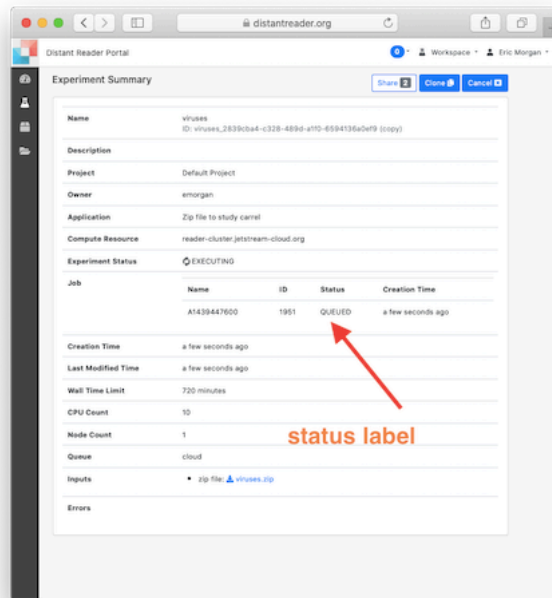 distantreader.org
Distant Reader Portal
0
Workspace
Eric Morgan
Experiment Summary
Share 2
Clone
Cancel
Name
viruses
ID: viruses_2839cba4-c328-489d-a1f0-6594136a0ef9 (copy)
Description
Project
Default Project
Owner
emorgan
Application
Zip file to study carrel
Compute Resource
reader-cluster.jetstream-cloud.org
Experiment Status
EXECUTING
Job
Name ID Status Creation Time
A1439447600 1951 QUEUED a few seconds ago
Creation Time
a few seconds ago
Last Modified Time
a few seconds ago
Wall Time Limit
720 minutes
CPU Count
10
Node Count
1
status label
Queue
cloud
Inputs
zip file: viruses.zip
Errors